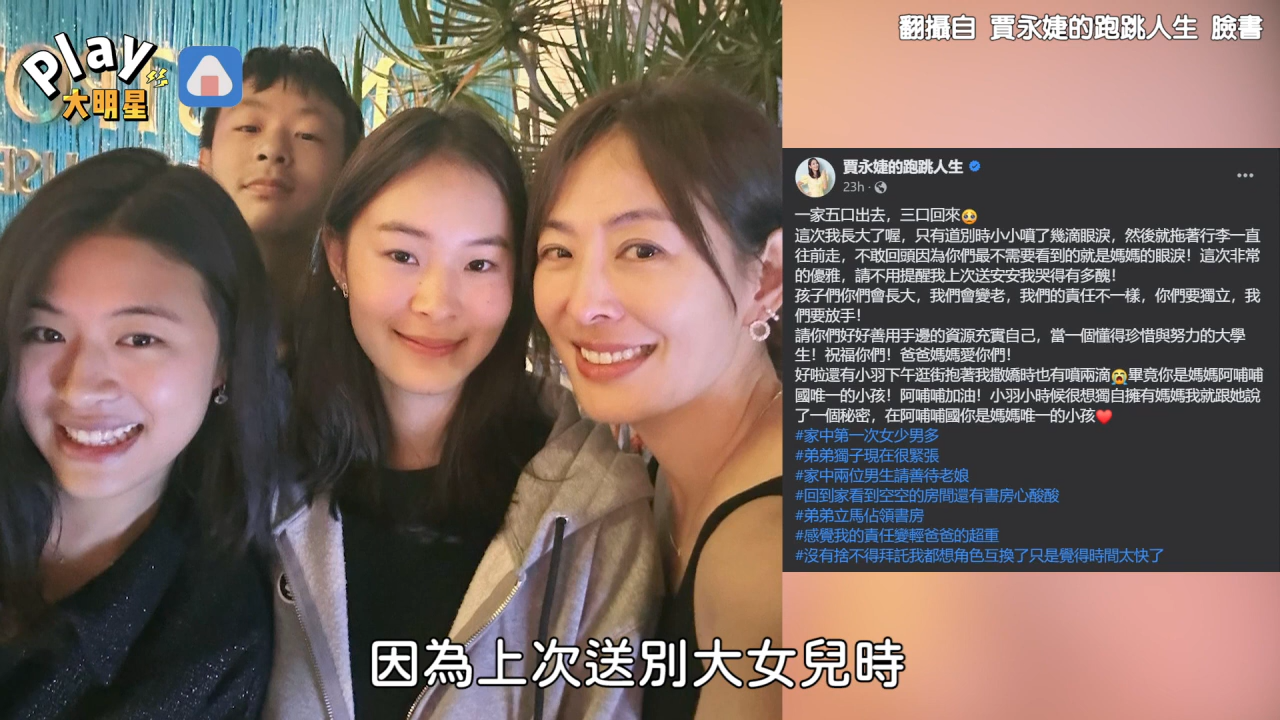 Play
大明星
翻攝自 賈永婕的跑跳人生 臉書
賈永婕的跑跳人生
23h
一家五口出去，三口回來🥲
這次我長大了喔，只有道別時小小噴了幾滴眼淚，然後就拖著行李一直
往前走，不敢回頭因為你們最不需要看到的就是媽媽的眼淚！這次非常
的優雅，請不用提醒我上次送安安我哭得有多醜！
孩子們你們會長大，我們會變老，我們的責任不一樣，你們要獨立，我
們要放手！
請你們好好善用手邊的資源充實自己，當一個懂得珍惜與努力的大學
生！祝福你們！爸爸媽媽愛你們！
好啦還有小羽下午逛街抱著我撒嬌時也有噴兩滴😭畢竟你是媽媽阿哺哺
國唯一的小孩！阿哺哺加油！小羽小時候很想獨自擁有媽媽我就跟她說
了一個秘密，在阿哺哺國你是媽媽唯一的小孩❤️
#家中第一次女少男多
#弟弟獨子現在很緊張
#家中兩位男生請善待老娘
#回到家看到空空的房間還有書房心酸酸
#弟弟立馬佔領書房
#感覺我的責任變輕爸爸的超重
#沒有捨不得拜託我都想角色互換了只是覺得時間太快了
因為上次送別大女兒時